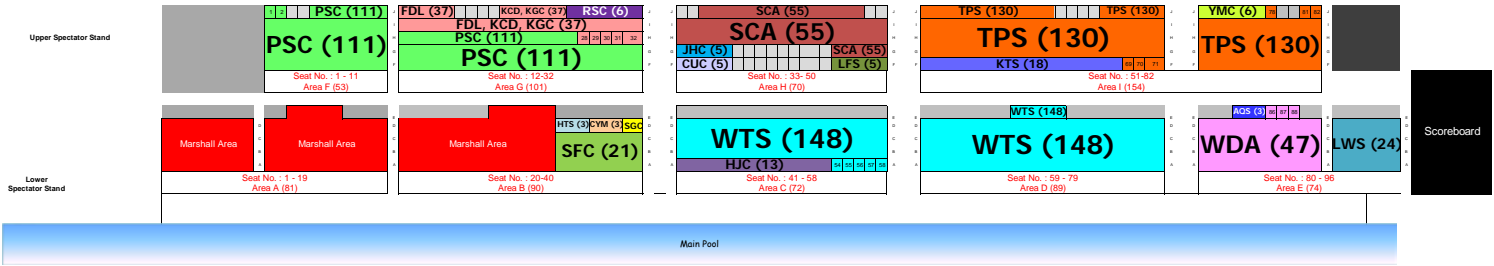 Upper Spectator Stand
1 2 PSC (111)
PSC (111)
Seat No. : 1 - 11
Area F (53)
FDL (37) KCD, KGC (37) RSC (6)
FDL, KCD, KGC (37)
PSC (111) 28 29 30 31 32
PSC (111)
Seat No. : 12-32
Area G (101)
SCA (55)
SCA (55)
JHC (5) SCA (55)
CUC (5) LFS (5)
Seat No. : 33- 50
Area H (70)
TPS (130) TPS (130)
TPS (130)
KTS (18) 69 70 71
YMC (6) 78 81 82
TPS (130)
Seat No. : 51-82
Area I (154)
J
I
H
G
F
Lower
Spectator Stand
Marshall Area
Marshall Area
Seat No. : 1 - 19
Area A (81)
Marshall Area
HTS (3) CYM (3) SGC
SFC (21)
Seat No. : 20-40
Area B (90)
WTS (148)
HJC (13) 54 55 56 57 58
Seat No. : 41 - 58
Area C (72)
WTS (148)
WTS (148)
Seat No. : 59 - 79
Area D (89)
AQS (3) 86 87 88
WDA (47)
LWS (24)
Seat No. : 80 - 96
Area E (74)
E
D
C
B
A
Scoreboard
Main Pool